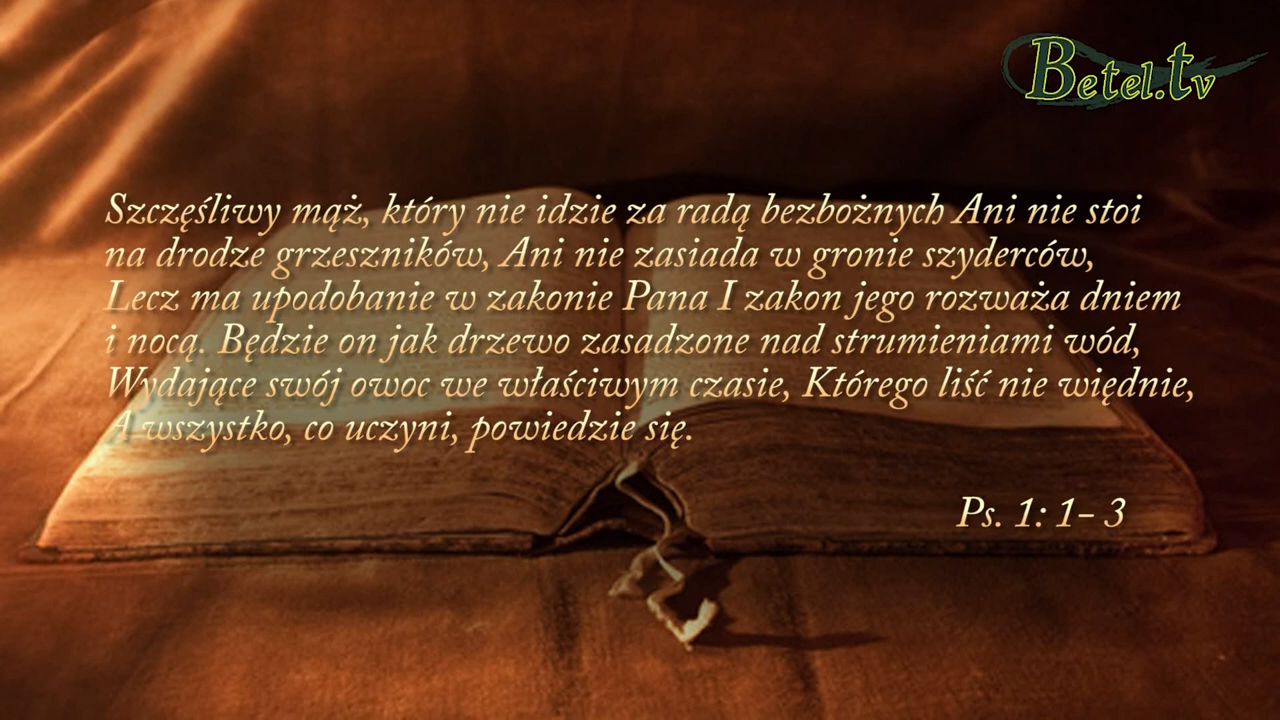 Betel.tv
Szczęśliwy mąż, który nie idzie za radą bezbożnych Ani nie stoi
na drodze grzeszników, Ani nie zasiada w gronie szyderców,
Lecz ma upodobanie w zakonie Pana I zakon jego rozważa dniem
i nocą. Będzie on jak drzewo zasadzone nad strumieniami wód,
Wydające swój owoc we właściwym czasie, Którego liść nie więdnie,
A wszystko, co uczyni, powiedzie się.
Ps. 1: 1– 3